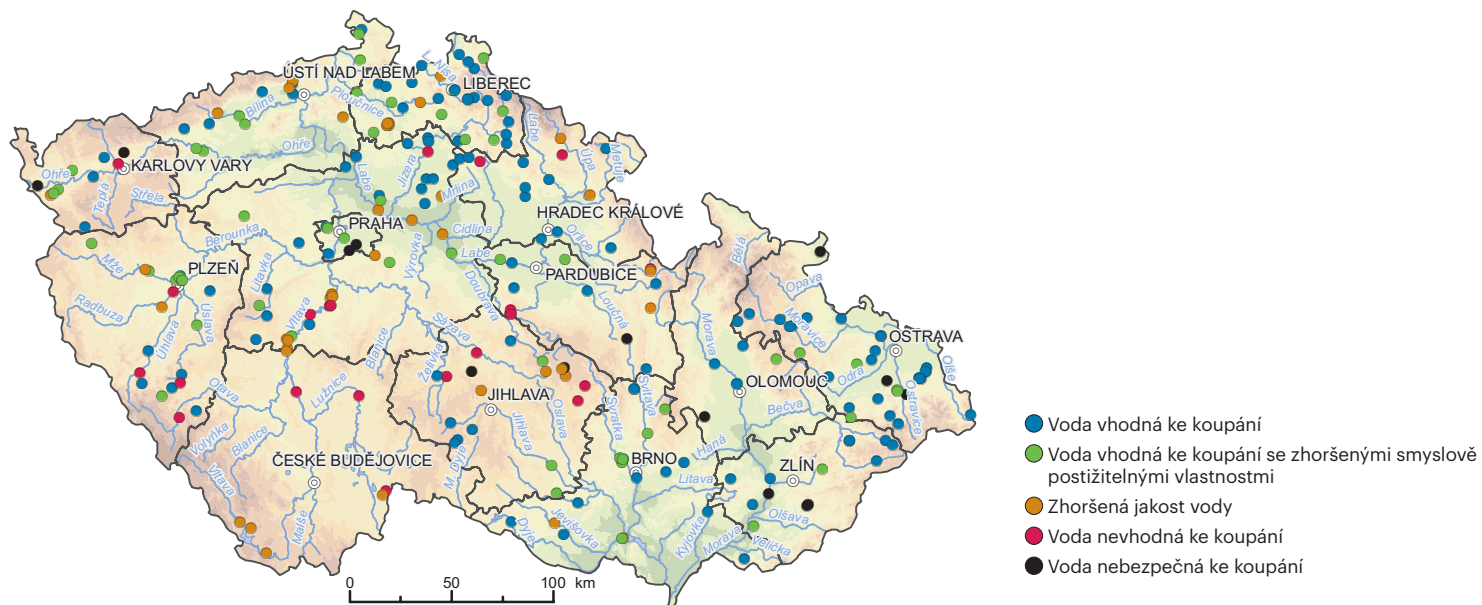 ÚSTÍ NAD LABEM
L. Nisa
LIBEREC
Bílina
Ploučnice
Ohře
Labe
Úpa
Metuje
Jizera
Labe
Mrlina
KARLOVY VARY
Ohře
Teplá
Střela
HRADEC KRÁLOVÉ
PRAHA
Cidlina
Orlice
Berounka
Labe
Výrovka
PARDUBICE
Bělá
Mže
PLZEŇ
Litavka
Doubrava
Opava
Radbuza
Úslava
Vltava
Loučná
Morava
Moravice
Úhlava
Sázava
OSTRAVA
Blanice
Želivka
Olše
Svitava
OLOMOUC
Odra
Otava
Lužnice
JIHLAVA
Bečva
Ostravice
Oslava
Svratka
Volyňka
Blanice
Jihlava
Haná
ČESKÉ BUDĚJOVICE
BRNO
ZLÍN
Vltava
M. Dyje
Litava
Malše
Jevišovka
Olšava
Dyje
Kyjovka
Morava
Velička
0 50 100 km
Voda vhodná ke koupání
Voda vhodná ke koupání se zhoršenými smyslově
postižitelnými vlastnostmi
Zhoršená jakost vody
Voda nevhodná ke koupání
Voda nebezpečná ke koupání